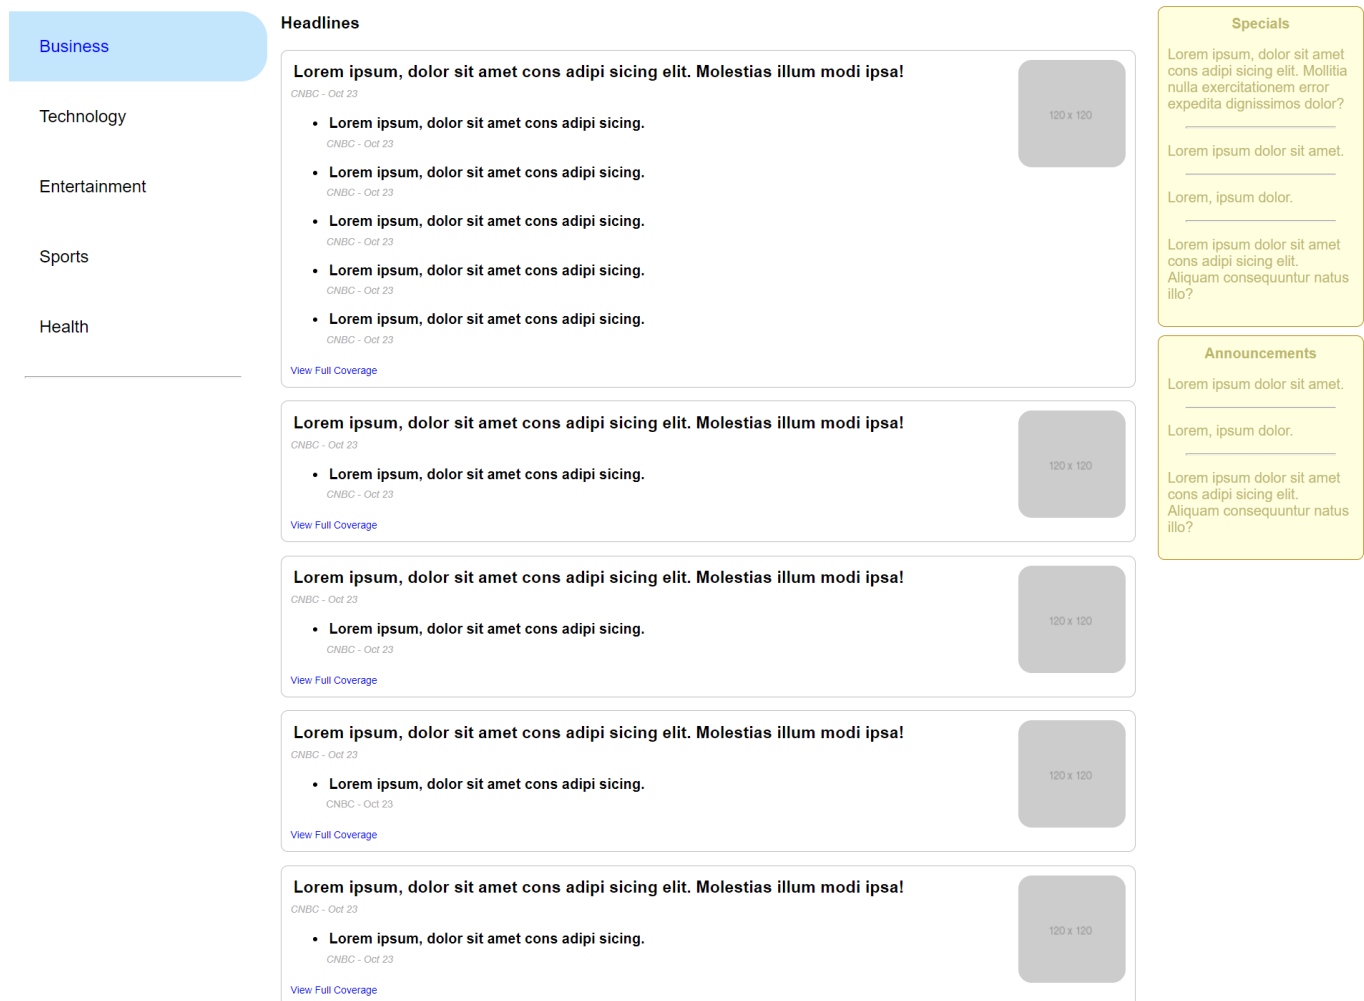 Business
Technology
Entertainment
Sports
Health
Headlines
Lorem ipsum, dolor sit amet cons adipi sicing elit. Molestias illum modi ipsa!
CNBC - Oct 23
120 x 120
• Lorem ipsum, dolor sit amet cons adipi sicing.
CNBC - Oct 23
• Lorem ipsum, dolor sit amet cons adipi sicing.
CNBC - Oct 23
• Lorem ipsum, dolor sit amet cons adipi sicing.
CNBC - Oct 23
• Lorem ipsum, dolor sit amet cons adipi sicing.
CNBC - Oct 23
• Lorem ipsum, dolor sit amet cons adipi sicing.
CNBC - Oct 23
View Full Coverage
Lorem ipsum, dolor sit amet cons adipi sicing elit. Molestias illum modi ipsa!
CNBC - Oct 23
120 x 120
• Lorem ipsum, dolor sit amet cons adipi sicing.
CNBC - Oct 23
View Full Coverage
Lorem ipsum, dolor sit amet cons adipi sicing elit. Molestias illum modi ipsa!
CNBC - Oct 23
120 x 120
• Lorem ipsum, dolor sit amet cons adipi sicing.
CNBC - Oct 23
View Full Coverage
Lorem ipsum, dolor sit amet cons adipi sicing elit. Molestias illum modi ipsa!
CNBC - Oct 23
120 x 120
• Lorem ipsum, dolor sit amet cons adipi sicing.
CNBC - Oct 23
View Full Coverage
Lorem ipsum, dolor sit amet cons adipi sicing elit. Molestias illum modi ipsa!
CNBC - Oct 23
120 x 120
• Lorem ipsum, dolor sit amet cons adipi sicing.
CNBC - Oct 23
View Full Coverage
Specials
Lorem ipsum, dolor sit amet
cons adipi sicing elit. Mollitia
nulla exercitationem error
expedita dignissimos dolor?
Lorem ipsum dolor sit amet.
Lorem, ipsum dolor.
Lorem ipsum dolor sit amet
cons adipi sicing elit.
Aliquam consequuntur natus
illo?
Announcements
Lorem ipsum dolor sit amet.
Lorem, ipsum dolor.
Lorem ipsum dolor sit amet
cons adipi sicing elit.
Aliquam consequuntur natus
illo?